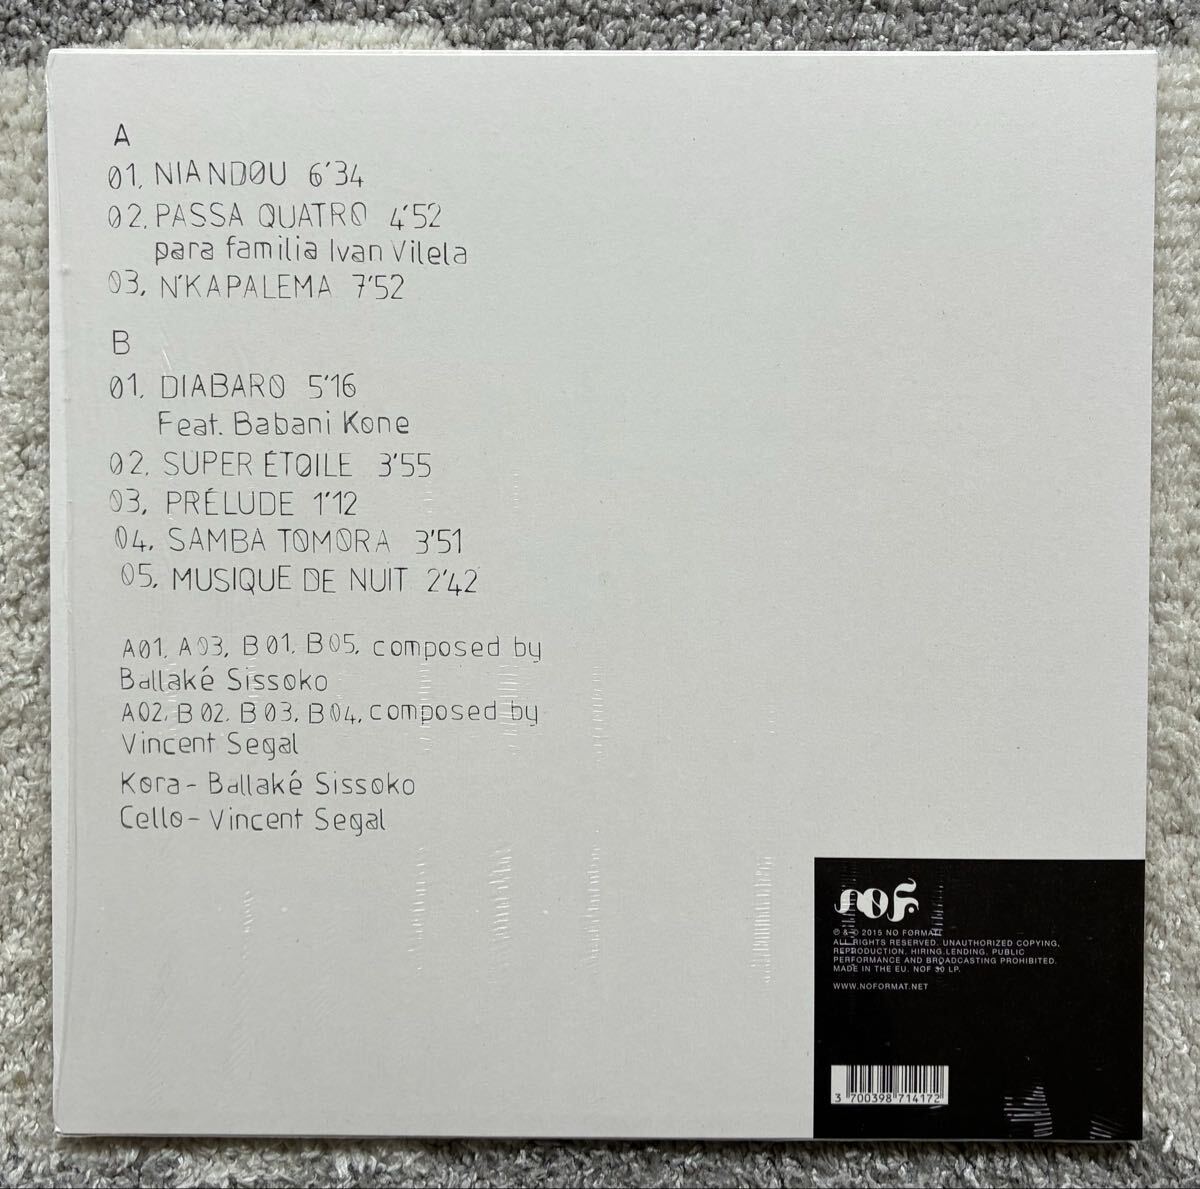 A
01. NIANDOU 6'34
02. PASSA QUATRO 4'52
para familia Ivan Vilela
03. N'KAPALEMA 7'52
B
01. DIABARO 5'16
Feat. Babani Kone
02. SUPER ÉTOILE 3'55
03. PRÉLUDE 1'12
04. SAMBA TOMORA 3'51
05. MUSIQUE DE NUIT 2'42
A01, A03, B01, B05, composed by
Ballaké Sissoko
A02, B02, B03, B04, composed by
Vincent Segal
Kora - Ballaké Sissoko
Cello - Vincent Segal
nof.
℗ & © 2015 NO FORMAT!
ALL RIGHTS RESERVED. UNAUTHORIZED COPYING,
REPRODUCTION, HIRING,LENDING, PUBLIC
PERFORMANCE AND BROADCASTING PROHIBITED.
MADE IN THE EU. NOF 30 LP.
WWW.NOFORMAT.NET
3 700398 714172